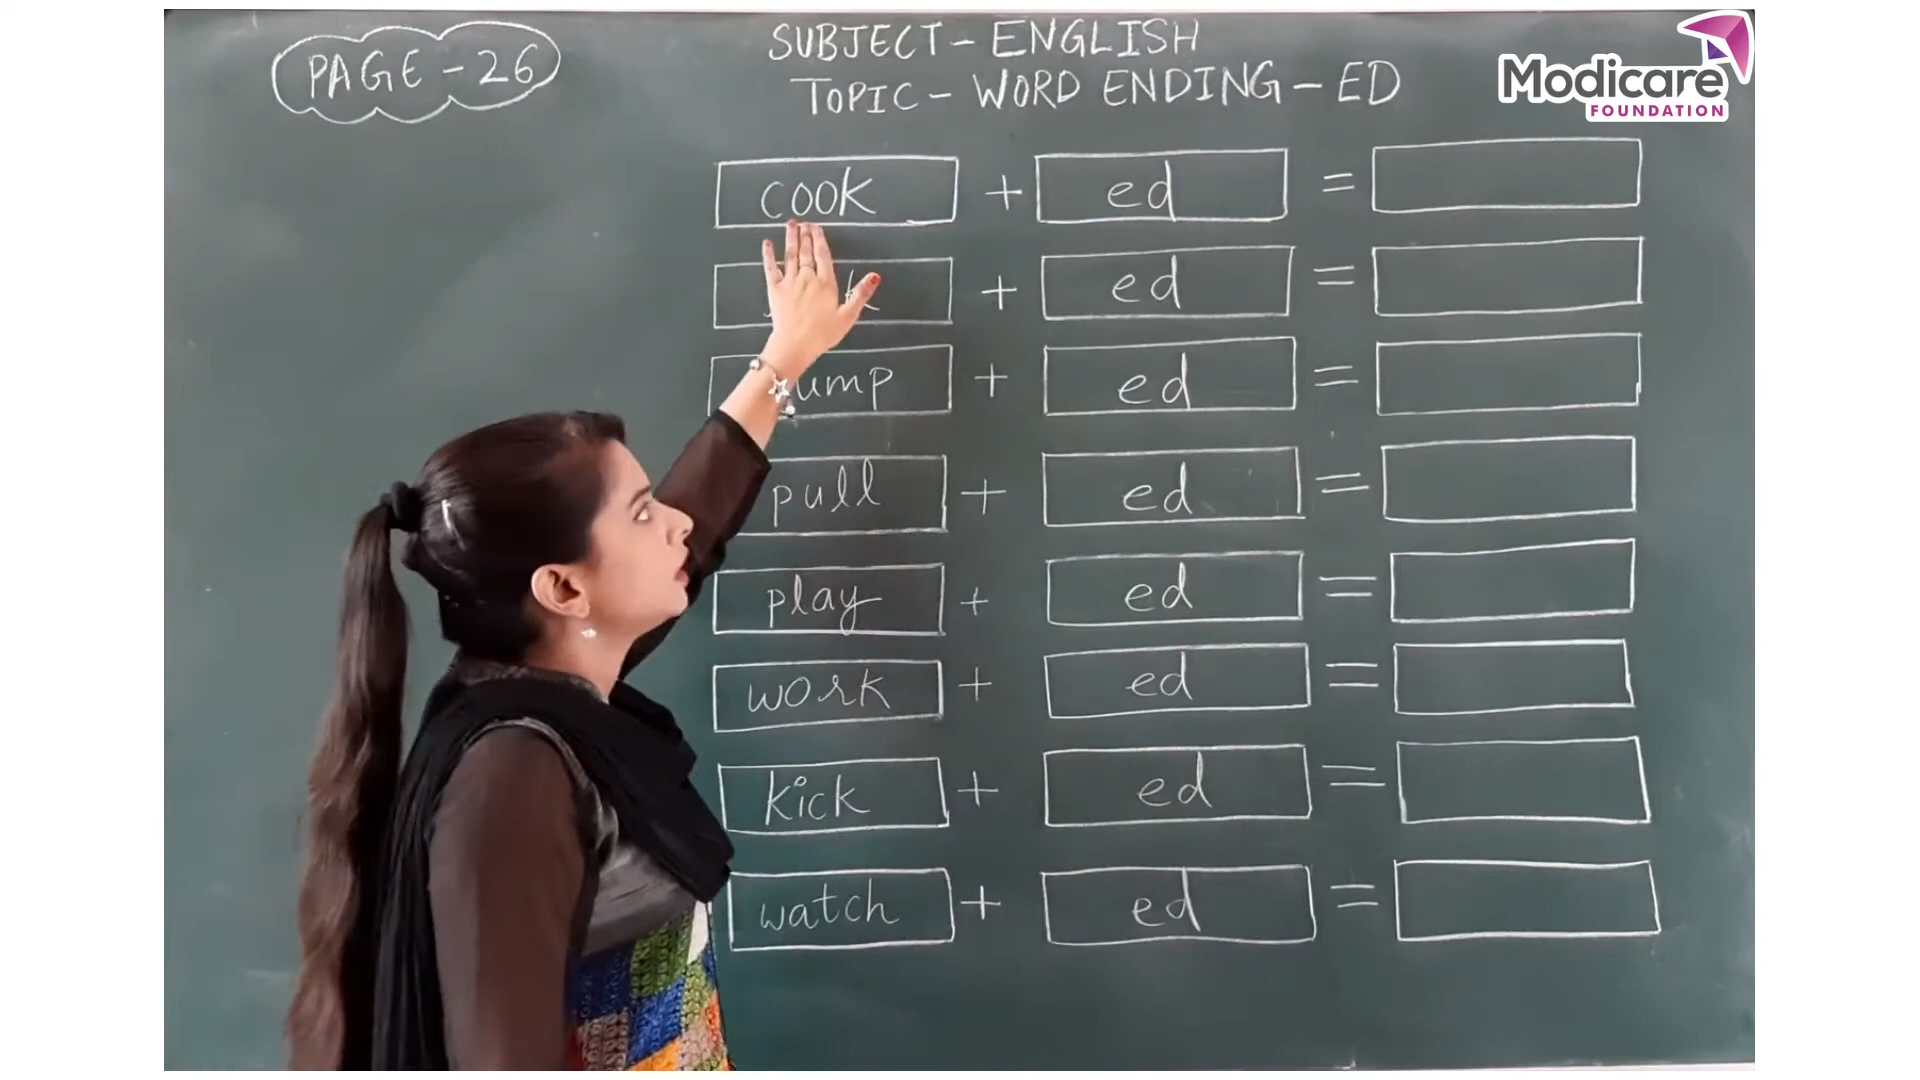 PAGE - 26
SUBJECT - ENGLISH
TOPIC - WORD ENDING - ED
Modicare
FOUNDATION
cook + ed =
+ ed =
+ ed =
pull + ed =
play + ed =
work + ed =
kick + ed =
watch + ed =